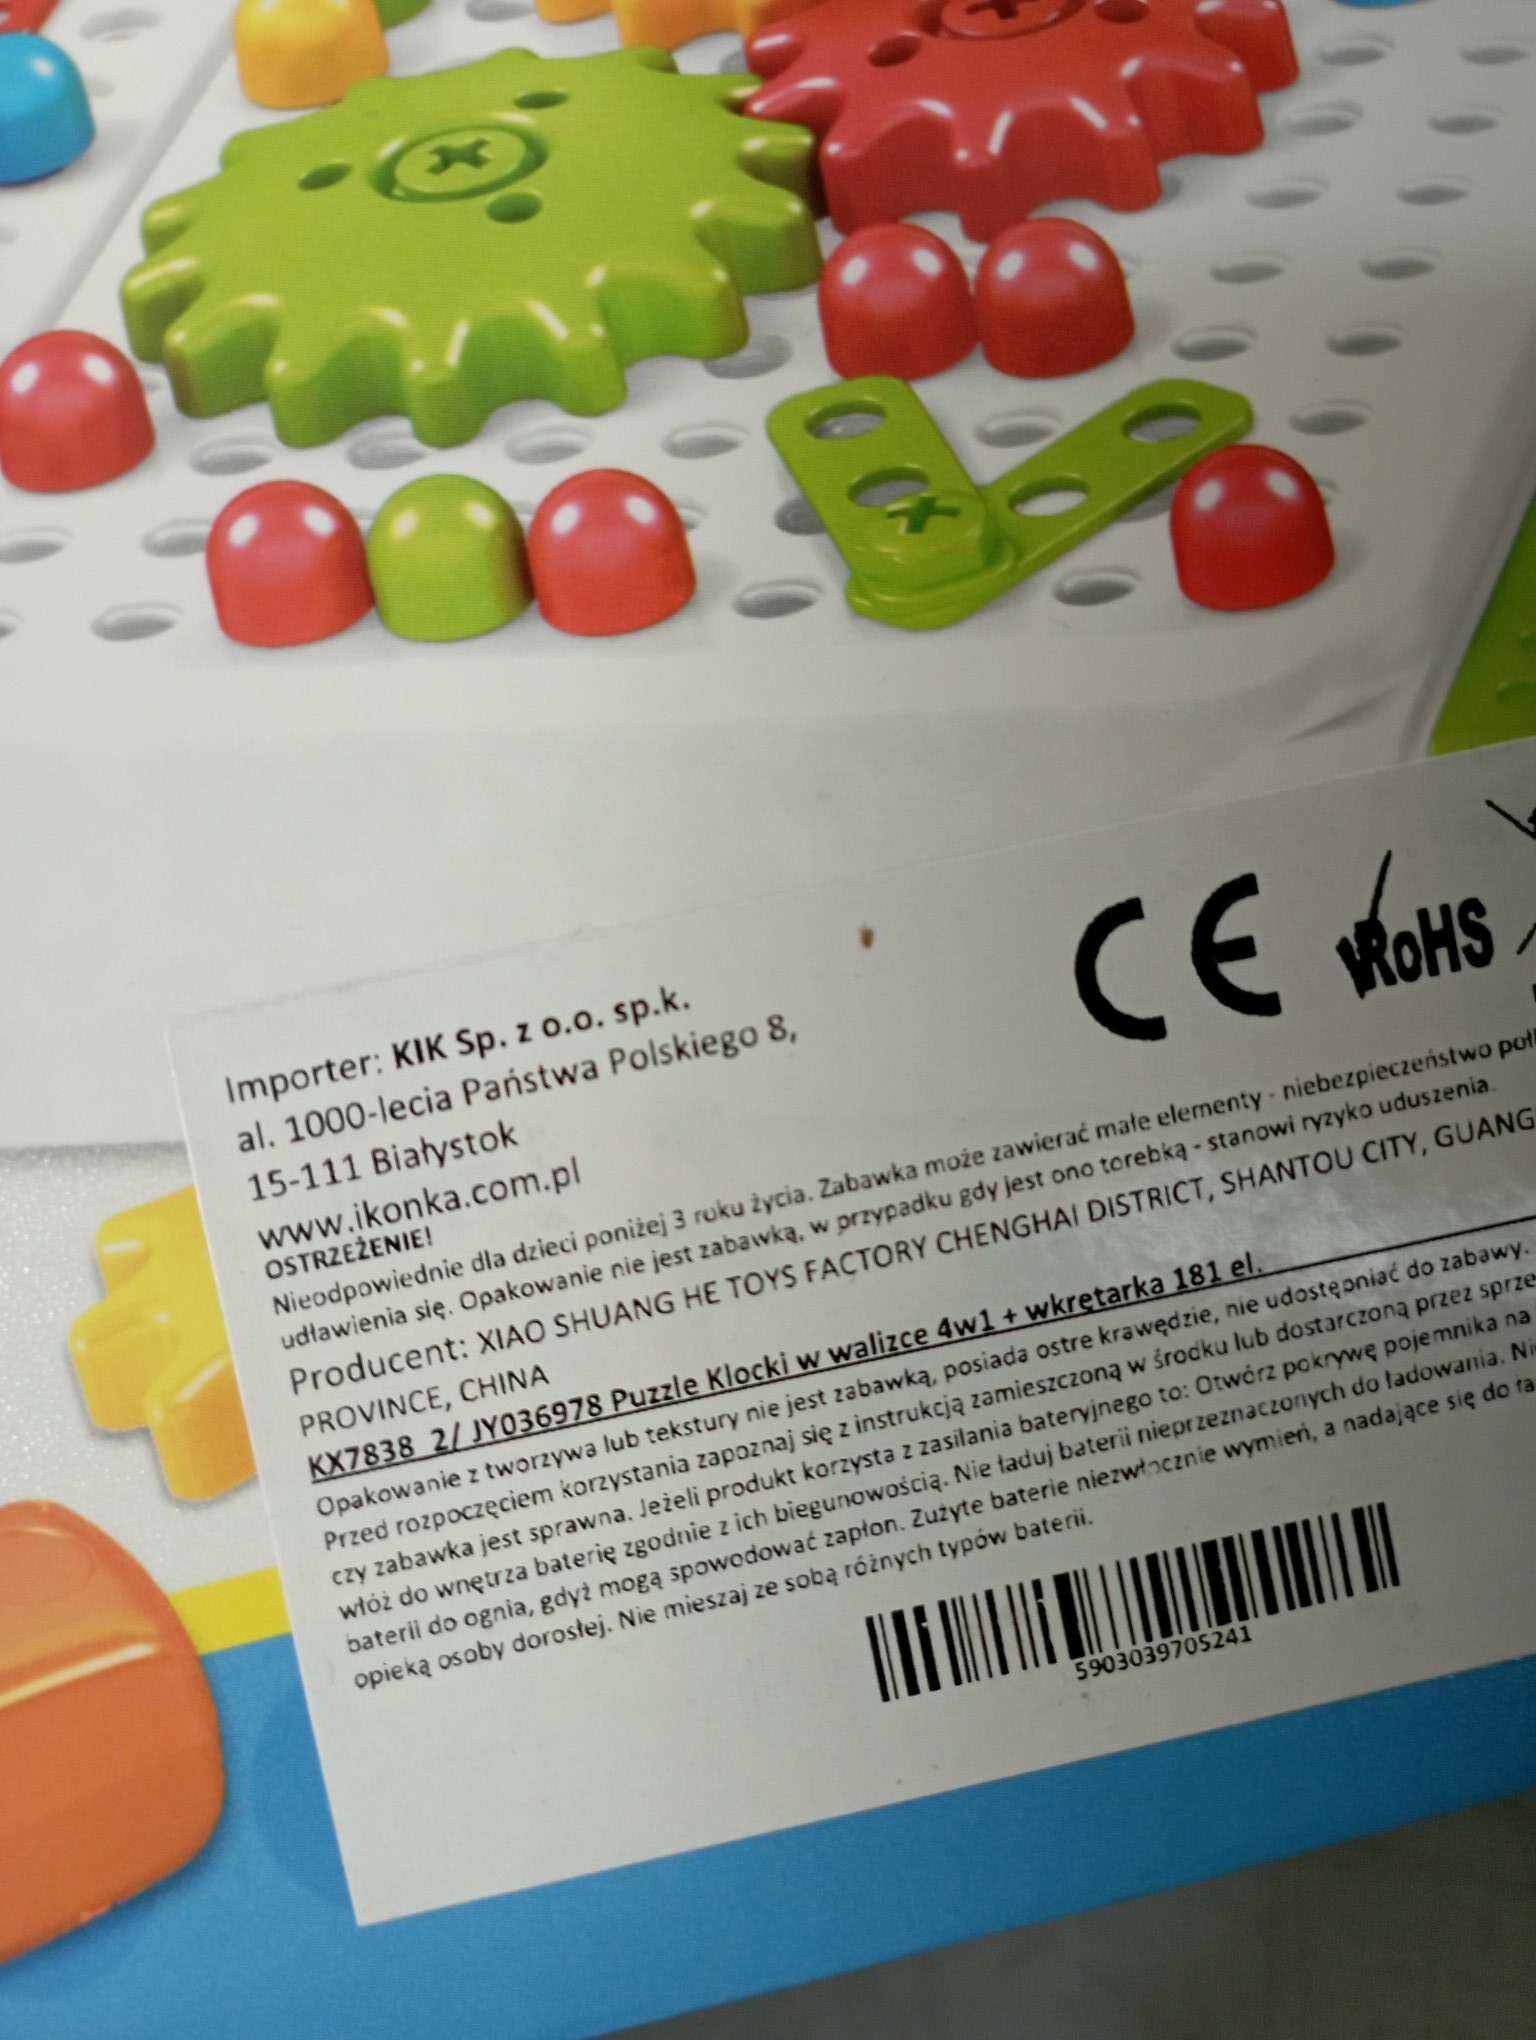 Importer: KIK Sp. z o.o. sp.k.
al. 1000-lecia Państwa Polskiego 8,
15-111 Białystok
www.ikonka.com.pl
CE
RoHS
OSTRZEŻENIE!
Nieodpowiednie dla dzieci poniżej 3 roku życia. Zabawka może zawierać małe elementy - niebezpieczeństwo
udławienia się. Opakowanie nie jest zabawką, w przypadku gdy jest ono torebką - stanowi ryzyko uduszenia.
Producent: XIAO SHUANG HE TOYS FACTORY CHENGHAI DISTRICT, SHANTOU CITY,
PROVINCE, CHINA
KX7838_2/ JY036978 Puzzle Klocki w walizce 4w1 + wkrętarka 181 el.
Opakowanie z tworzywa lub tekstury nie jest zabawką, posiada ostre krawędzie, nie udostępniać do zabawy.
Przed rozpoczęciem korzystania zapoznaj się z instrukcją zamieszczoną w środku lub dostarczoną przez
czy zabawka jest sprawna. Jeżeli produkt korzysta z zasilania bateryjnego to: Otwórz pokrywę pojemnika na
włóż do wnętrza baterię zgodnie z ich biegunowością. Nie ładuj baterii nieprzeznaczonych do ładowania.
baterii do ognia, gdyż mogą spowodować zapłon. Zużyte baterie niezwłocznie wymień, a nadające się do
opieką osoby dorosłej. Nie mieszaj ze sobą różnych typów baterii.
5903039705241